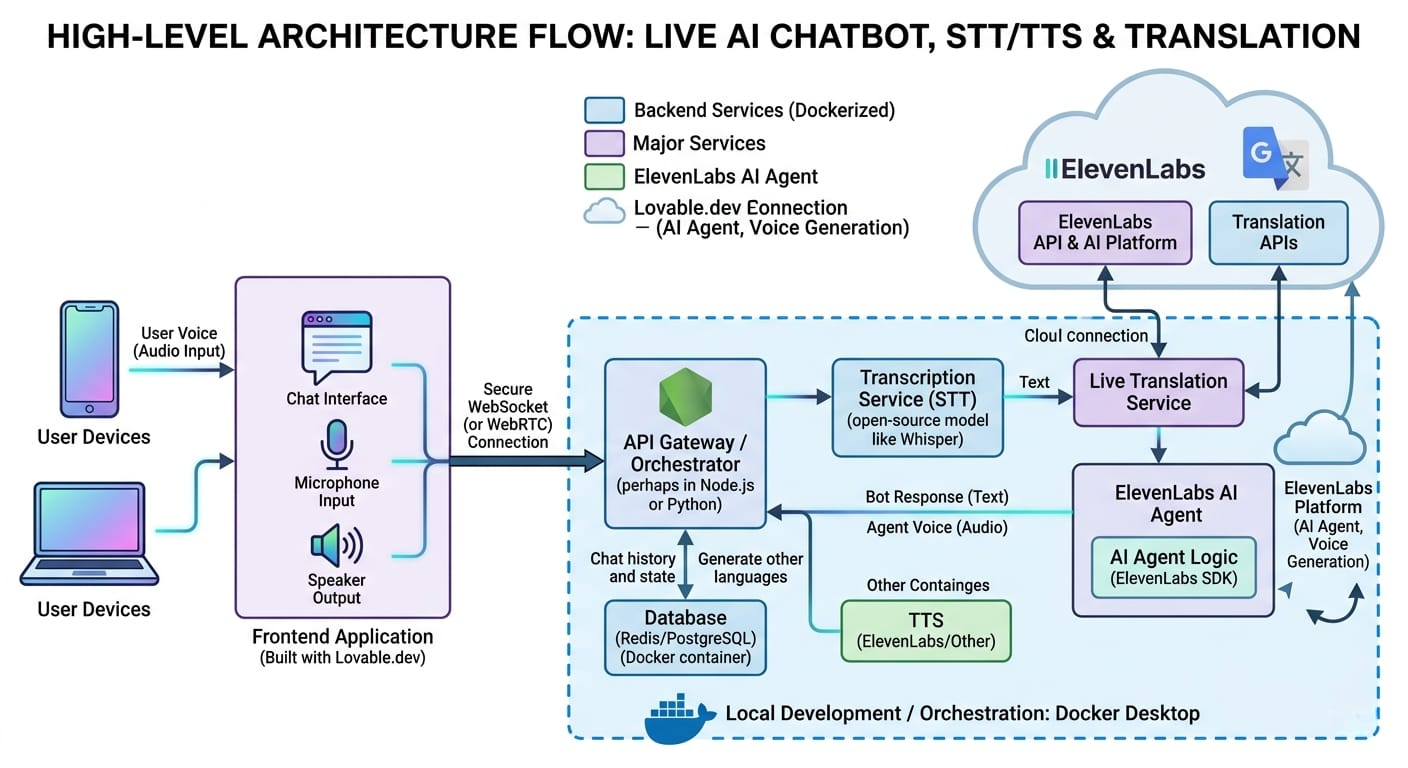 HIGH-LEVEL ARCHITECTURE FLOW: LIVE AI CHATBOT, STT/TTS & TRANSLATION
Backend Services (Dockerized)
Major Services
ElevenLabs AI Agent
Lovable.dev Eonnection
– (AI Agent, Voice Generation)
IIElevenLabs
G 文
ElevenLabs
API & AI Platform
Translation
APIs
User Devices
User Voice
(Audio Input)
User Devices
Chat Interface
Microphone
Input
Speaker
Output
Frontend Application
(Built with Lovable.dev)
Secure
WebSocket
(or WebRTC)
Connection
API Gateway /
Orchestrator
(perhaps in Node.js
or Python)
Transcription
Service (STT)
(open-source model
like Whisper)
Text
Cloul connection
Live Translation
Service
Bot Response (Text)
Agent Voice (Audio)
ElevenLabs AI
Agent
AI Agent Logic
(ElevenLabs SDK)
ElevenLabs
Platform
(AI Agent,
Voice
Generation)
Chat history
and state
Generate other
languages
Database
(Redis/PostgreSQL)
(Docker container)
Other Containges
TTS
(ElevenLabs/Other)
Local Development / Orchestration: Docker Desktop